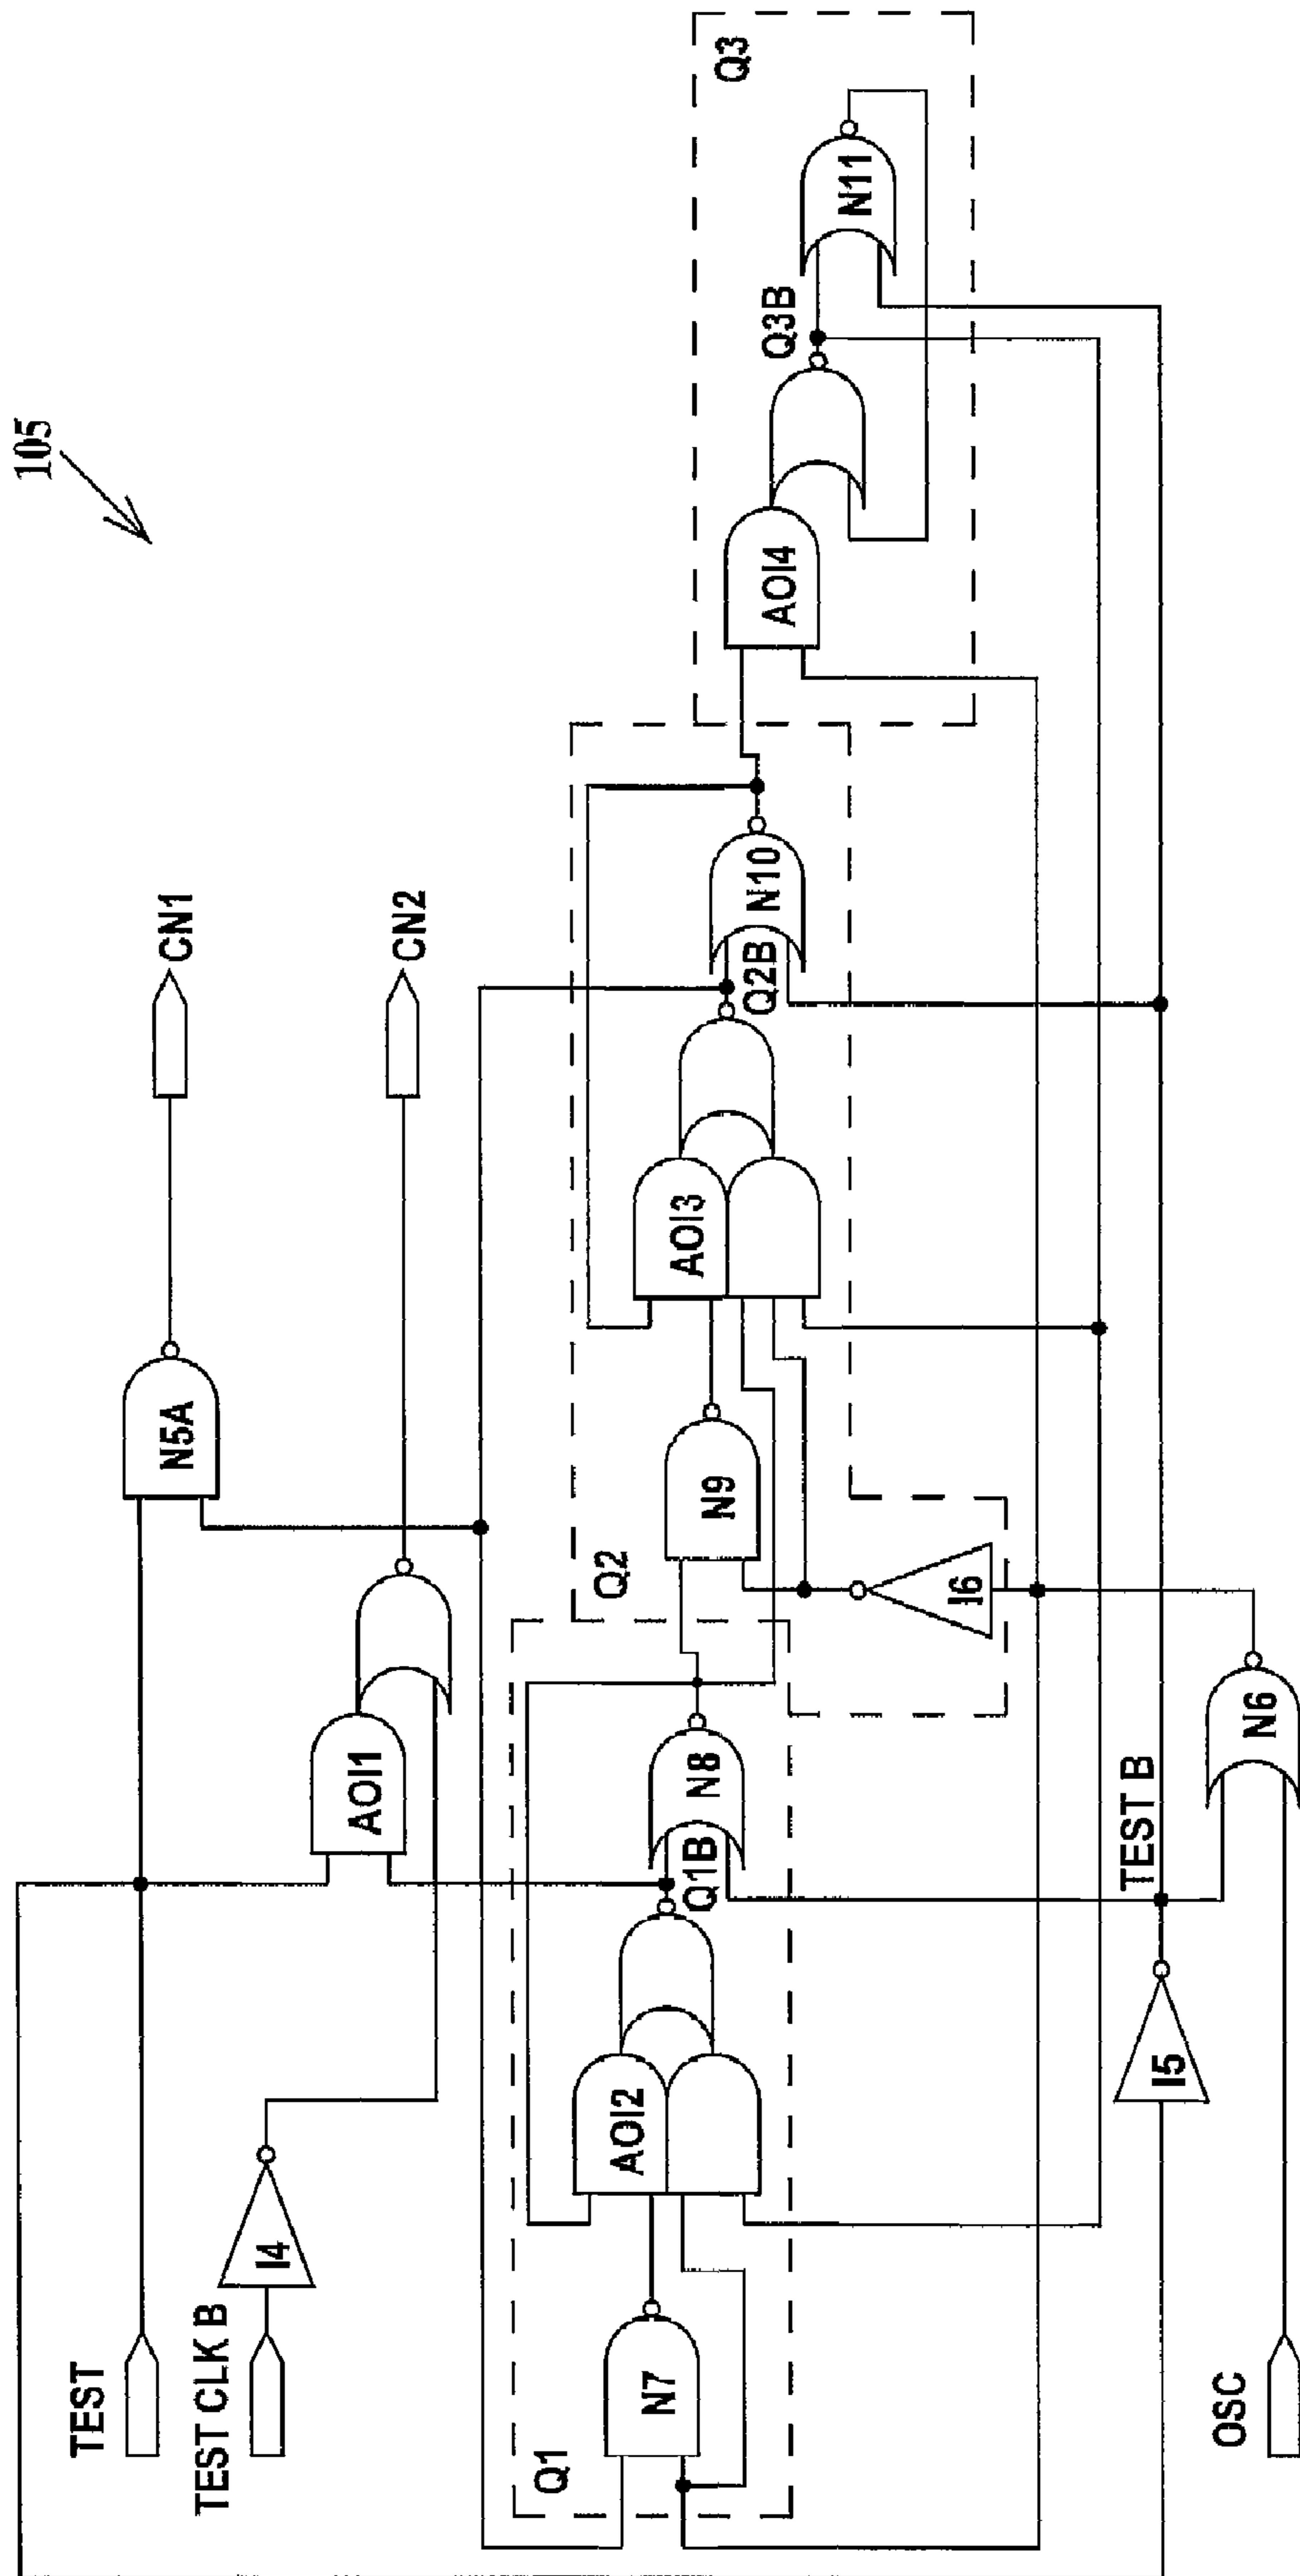 105
TEST
TEST CLK B
I4
AOI1
N5A
CN1
CN2
Q1
N7
AOI2
Q1B
N8
Q2
N9
I6
AOI3
Q2B
N10
AOI4
Q3B
N11
Q3
I5
TEST B
N6
OSC